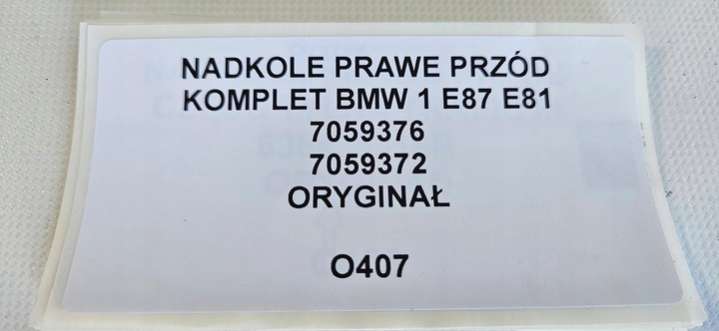 NADKOLE PRAWE PRZÓD
KOMPLET BMW 1 E87 E81
7059376
7059372
ORYGINAŁ
O407